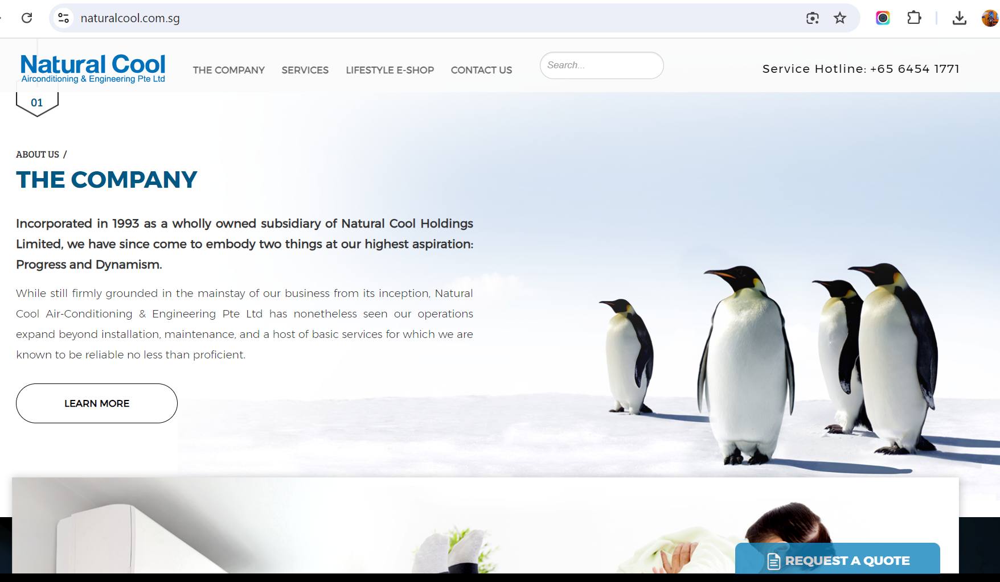 naturalcool.com.sg
Natural Cool
Airconditioning & Engineering Pte Ltd
THE COMPANY
SERVICES
LIFESTYLE E-SHOP
CONTACT US
Search...
Service Hotline: +65 6454 1771
01
ABOUT US /
THE COMPANY
Incorporated in 1993 as a wholly owned subsidiary of Natural Cool Holdings
Limited, we have since come to embody two things at our highest aspiration:
Progress and Dynamism.
While still firmly grounded in the mainstay of our business from its inception, Natural
Cool Air-Conditioning & Engineering Pte Ltd has nonetheless seen our operations
expand beyond installation, maintenance, and a host of basic services for which we are
known to be reliable no less than proficient.
LEARN MORE
REQUEST A QUOTE